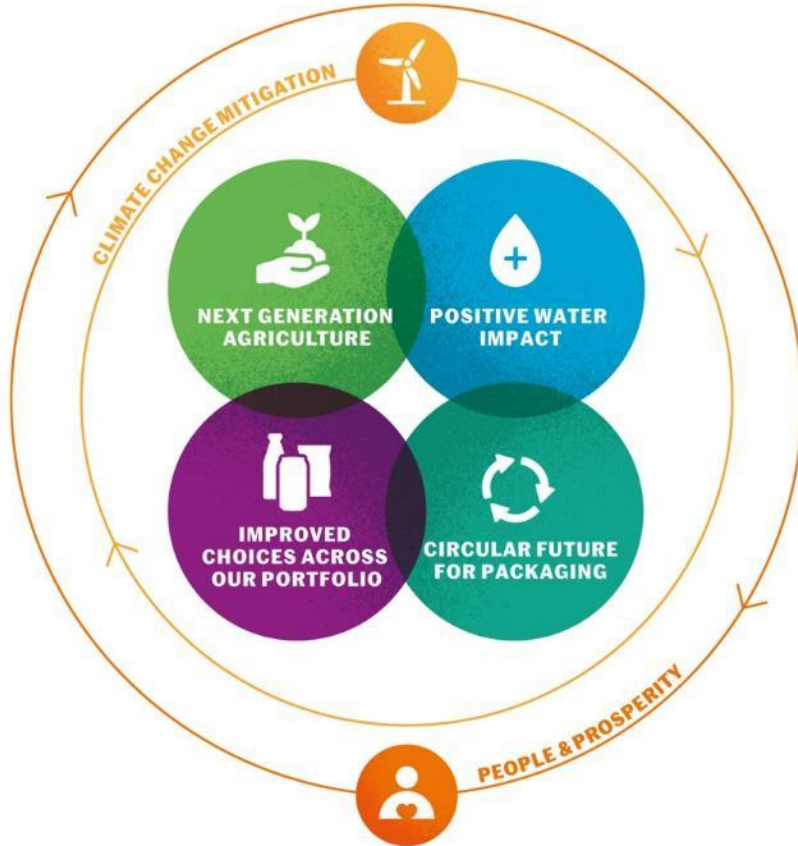 CLIMATE CHANGE MITIGATION
NEXT GENERATION
AGRICULTURE
POSITIVE WATER
IMPACT
IMPROVED
CHOICES ACROSS
OUR PORTFOLIO
CIRCULAR FUTURE
FOR PACKAGING
PEOPLE & PROSPERITY